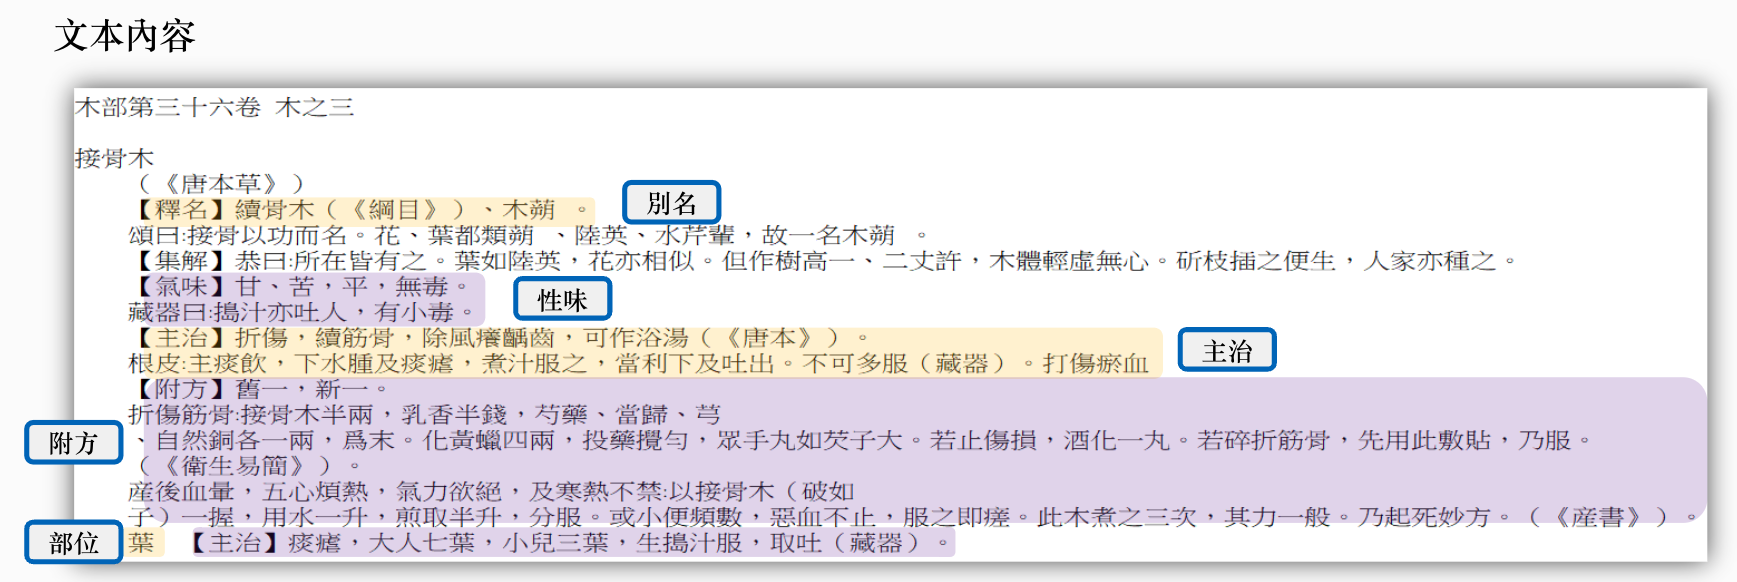 文本內容
木部第三十六卷 木之三
接骨木
（《唐本草》）
【釋名】續骨木（《綱目》）、木蒴 。
別名
頌曰:接骨以功而名。花、葉都類蒴 、陸英、水芹輩，故一名木蒴 。
【集解】恭曰:所在皆有之。葉如陸英，花亦相似。但作樹高一、二丈許，木體輕虛無心。斫枝插之便生，人家亦種之。
【氣味】甘、苦，平，無毒。
性味
藏器曰:搗汁亦吐人，有小毒。
【主治】折傷，續筋骨，除風癢齲齒，可作浴湯（《唐本》）。
主治
根皮:主痰飲，下水腫及痰瘧，煮汁服之，當利下及吐出。不可多服（藏器）。打傷瘀血
【附方】舊一，新一。
折傷筋骨:接骨木半兩，乳香半錢，芍藥、當歸、芎
附方
、自然銅各一兩，爲末。化黃蠟四兩，投藥攪勻，眾手丸如芡子大。若止傷損，酒化一丸。若碎折筋骨，先用此敷貼，乃服。
（《衛生易簡》）。
產後血暈，五心煩熱，氣力欲絕，及寒熱不禁:以接骨木（破如
子）一握，用水一升，煎取半升，分服。或小便頻數，惡血不止，服之即瘥。此木煮之三次，其力一般。乃起死妙方。（《產書》）。
部位
葉 【主治】痰瘧，大人七葉，小兒三葉，生搗汁服，取吐（藏器）。